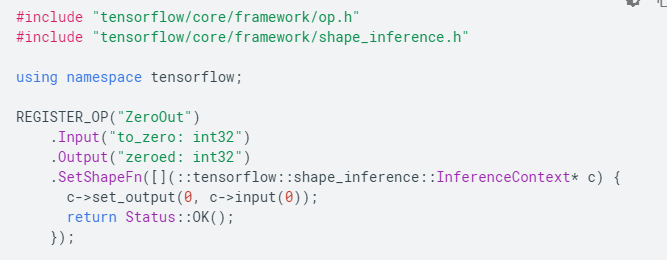 #include "tensorflow/core/framework/op.h"
#include "tensorflow/core/framework/shape_inference.h"

using namespace tensorflow;

REGISTER_OP("ZeroOut")
    .Input("to_zero: int32")
    .Output("zeroed: int32")
    .SetShapeFn([](::tensorflow::shape_inference::InferenceContext* c) {
      c->set_output(0, c->input(0));
      return Status::OK();
    });